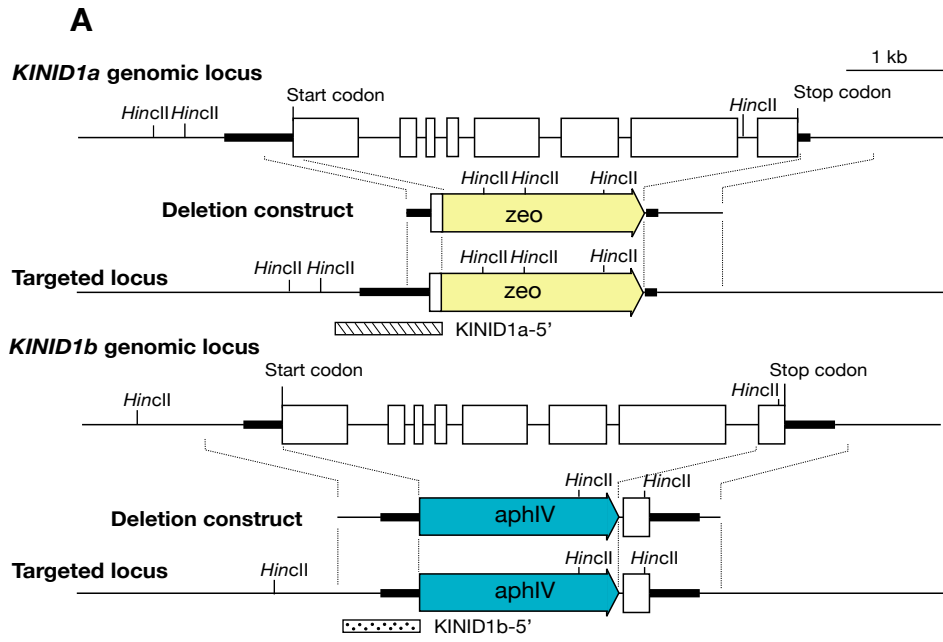 A
KINID1a genomic locus
1 kb
Start codon
Stop codon
HincII HincII
HincII
HincII HincII HincII
Deletion construct
zeo
Targeted locus
HincII HincII
HincII HincII HincII
zeo
KINID1a-5’
KINID1b genomic locus
Start codon
Stop codon
HincII
HincII
HincII HincII
Deletion construct
aphIV
Targeted locus
HincII
HincII HincII
aphIV
KINID1b-5’